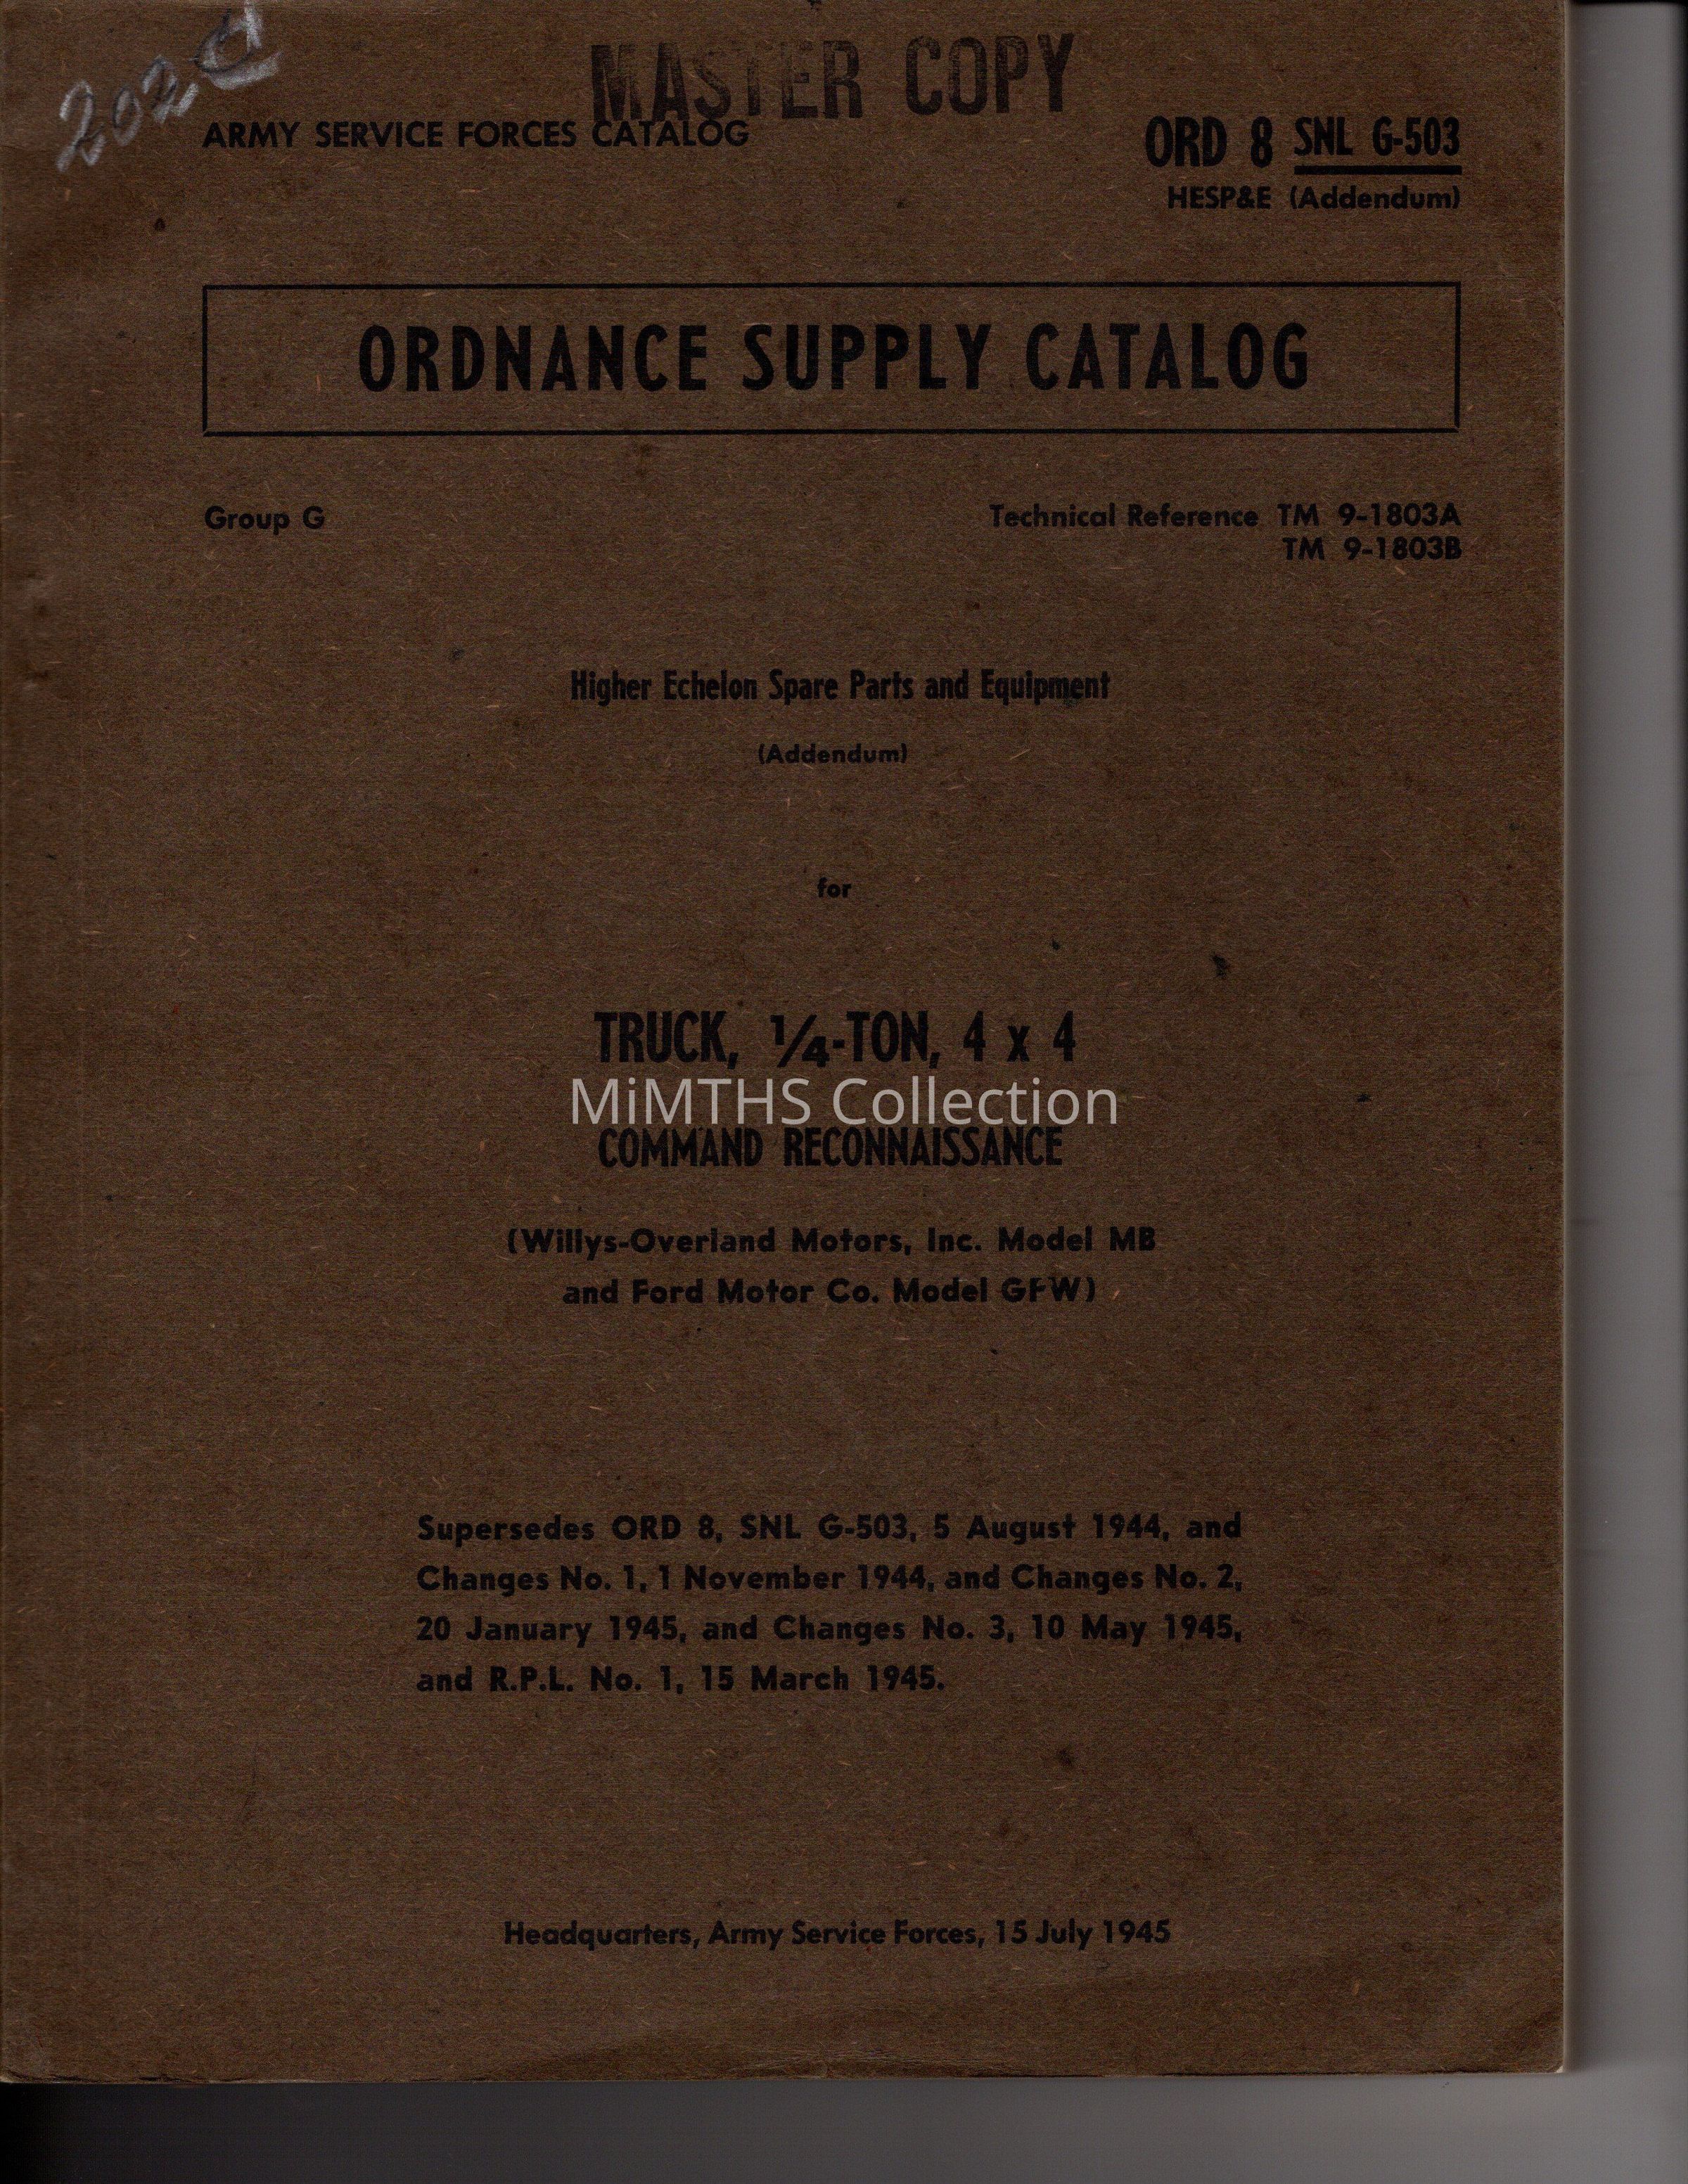 202d
MASTER COPY
ARMY SERVICE FORCES CATALOG
ORD 8 SNL G-503
HESP&E (Addendum)
ORDNANCE SUPPLY CATALOG
Group G
Technical Reference TM 9-1803A
TM 9-1803B
Higher Echelon Spare Parts and Equipment
(Addendum)
for
TRUCK, ¼-TON, 4 x 4
MiMTHS Collection
COMMAND RECONNAISSANCE
(Willys-Overland Motors, Inc. Model MB
and Ford Motor Co. Model GPW)
Supersedes ORD 8, SNL G-503, 5 August 1944, and
Changes No. 1, 1 November 1944, and Changes No. 2,
20 January 1945, and Changes No. 3, 10 May 1945,
and R.P.L. No. 1, 15 March 1945.
Headquarters, Army Service Forces, 15 July 1945